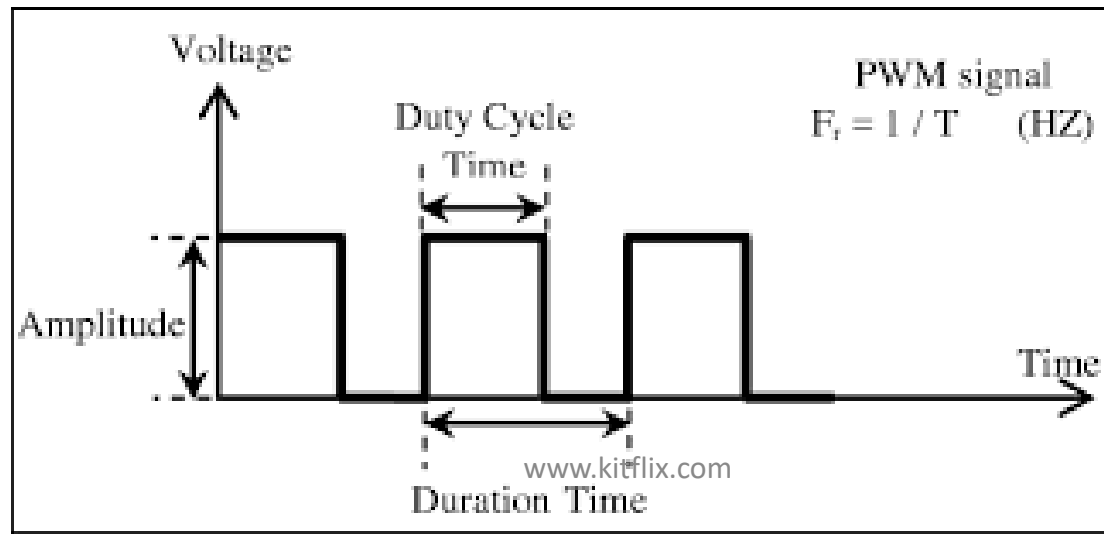 Voltage
PWM signal
Fᵣ = 1 / T (HZ)
Duty Cycle
Time
Amplitude
Time
www.kitflix.com
Duration Time